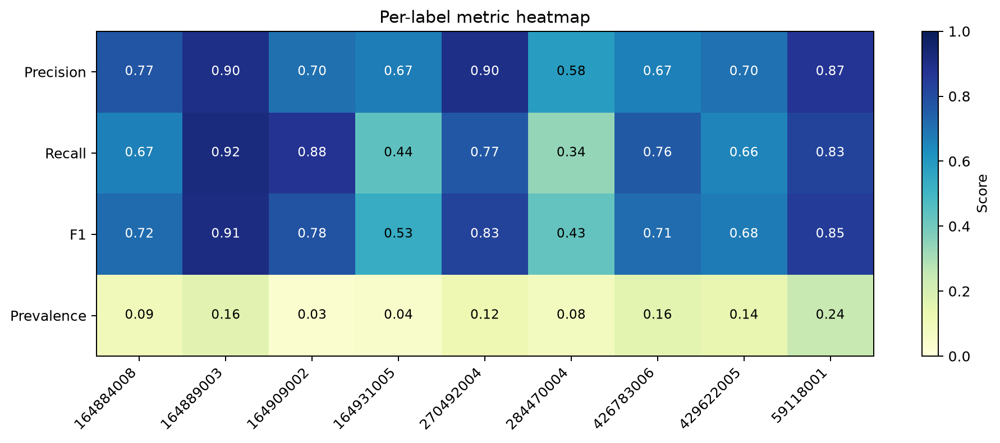 Per-label metric heatmap
Precision 0.77 0.90 0.70 0.67 0.90 0.58 0.67 0.70 0.87
Recall 0.67 0.92 0.88 0.44 0.77 0.34 0.76 0.66 0.83
F1 0.72 0.91 0.78 0.53 0.83 0.43 0.71 0.68 0.85
Prevalence 0.09 0.16 0.03 0.04 0.12 0.08 0.16 0.14 0.24
164884008
164889003
164909002
164931005
270492004
284470004
426783006
429622005
59118001
1.0
0.8
0.6
0.4
0.2
0.0
Score